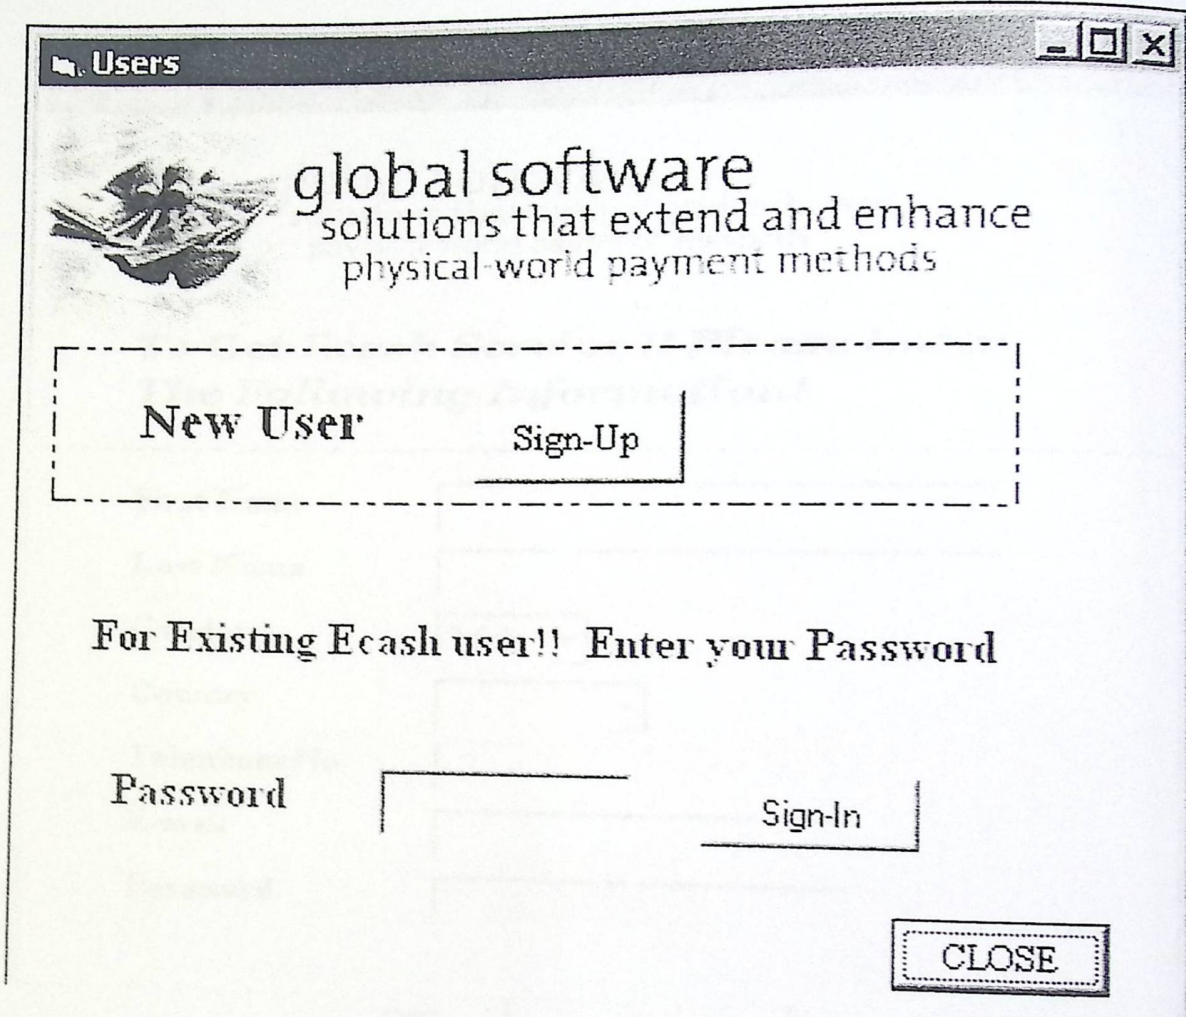 Users
global software
solutions that extend and enhance
physical-world payment methods
New User Sign-Up
For Existing Ecash user!! Enter your Password
Password Sign-In
CLOSE